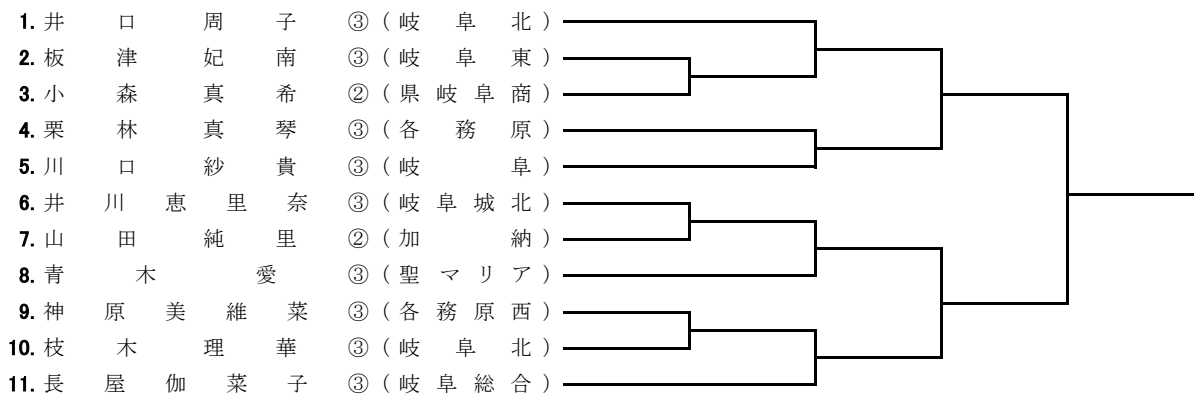 1. 井口周子 ③ (岐阜北)
2. 板津妃南 ③ (岐阜東)
3. 小森真希 ② (県岐阜商)
4. 栗林真琴 ③ (各務原)
5. 川口紗貴 ③ (岐阜)
6. 井川恵里奈 ③ (岐阜城北)
7. 山田純里 ② (加納)
8. 青木愛 ③ (聖マリア)
9. 神原美維菜 ③ (各務原西)
10. 枝木理華 ③ (岐阜北)
11. 長屋伽菜子 ③ (岐阜総合)